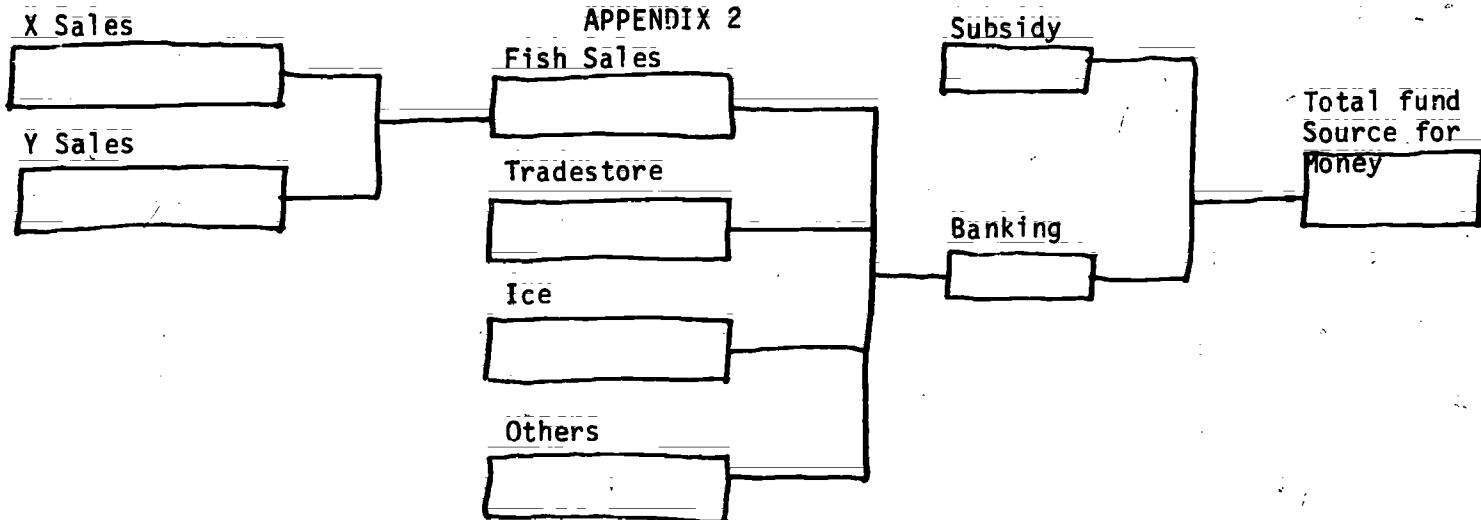 APPENDIX 2
X Sales
Y Sales
Fish Sales
Tradestore
Ice
Others
Subsidy
Banking
Total fund
Source for
Money